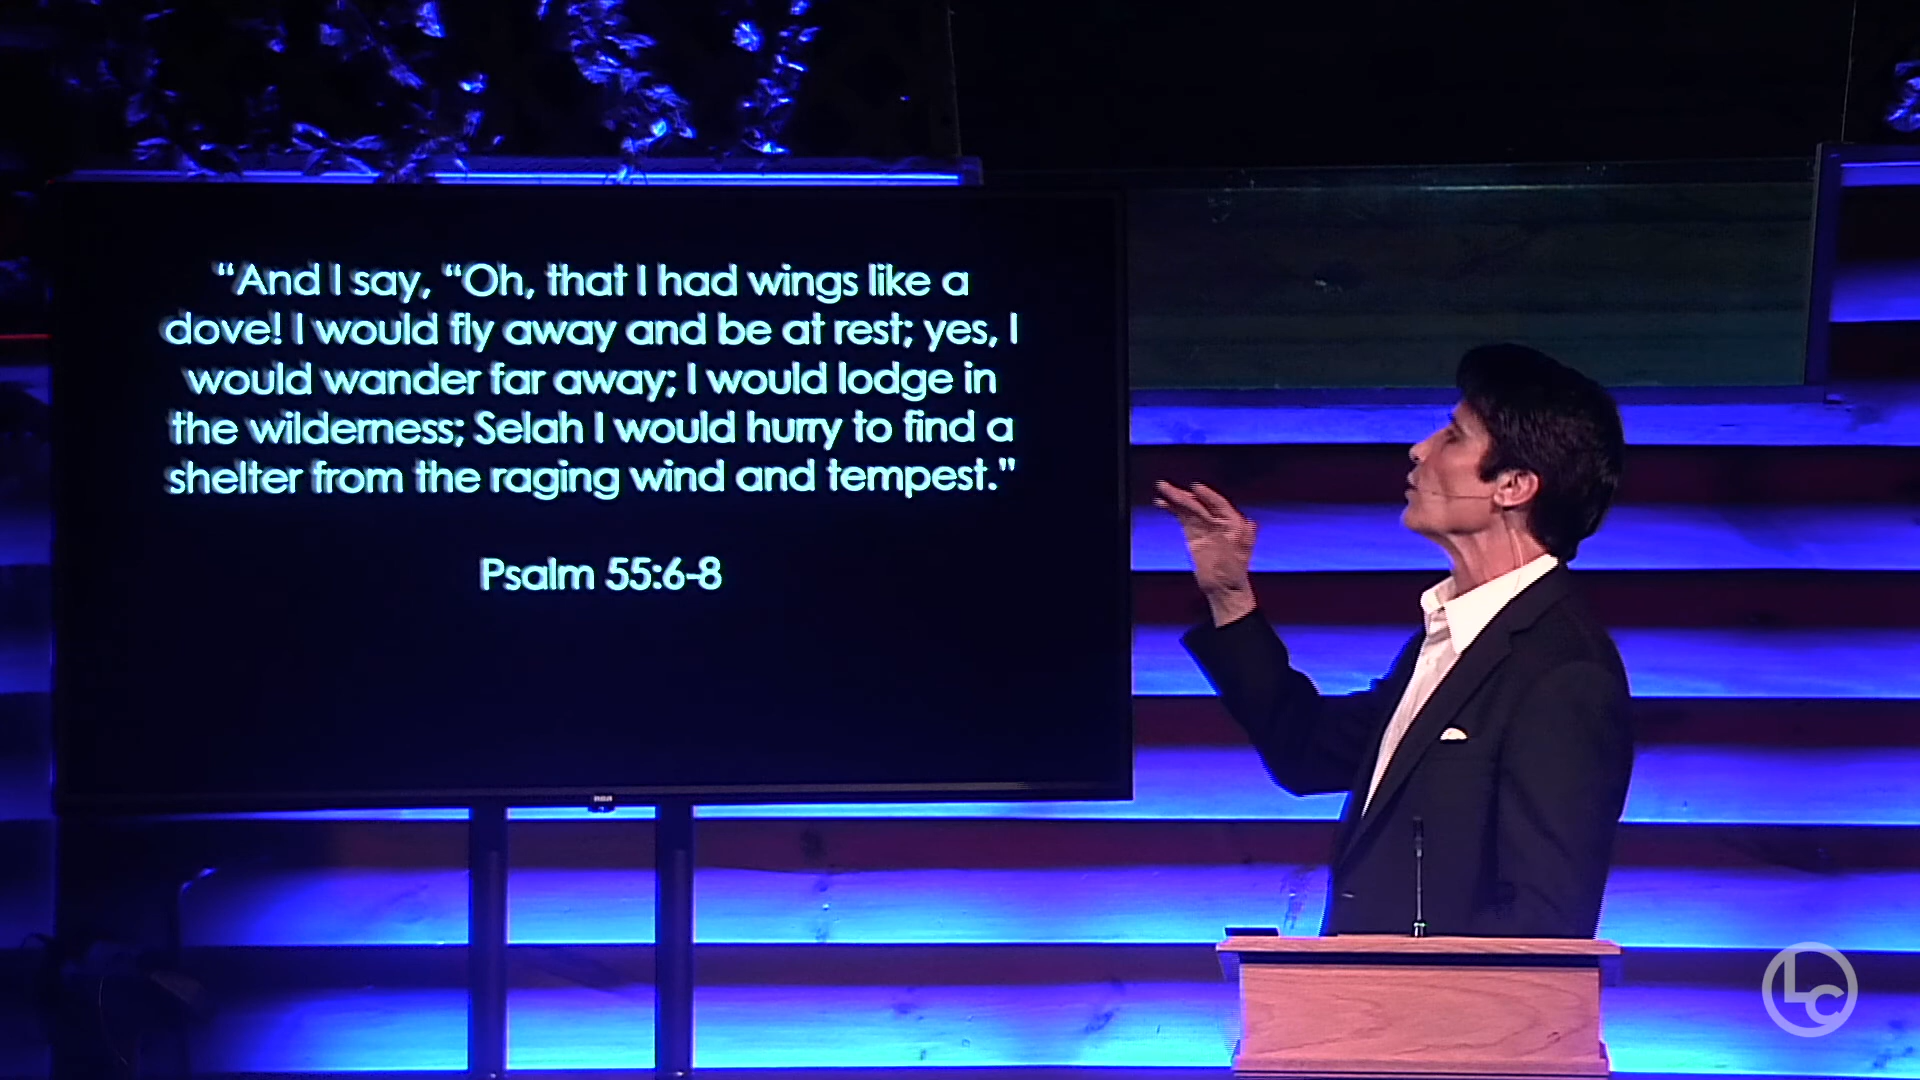 “And I say, “Oh, that I had wings like a
dove! I would fly away and be at rest; yes, I
would wander far away; I would lodge in
the wilderness; Selah I would hurry to find a
shelter from the raging wind and tempest."
Psalm 55:6-8
RCA
LC